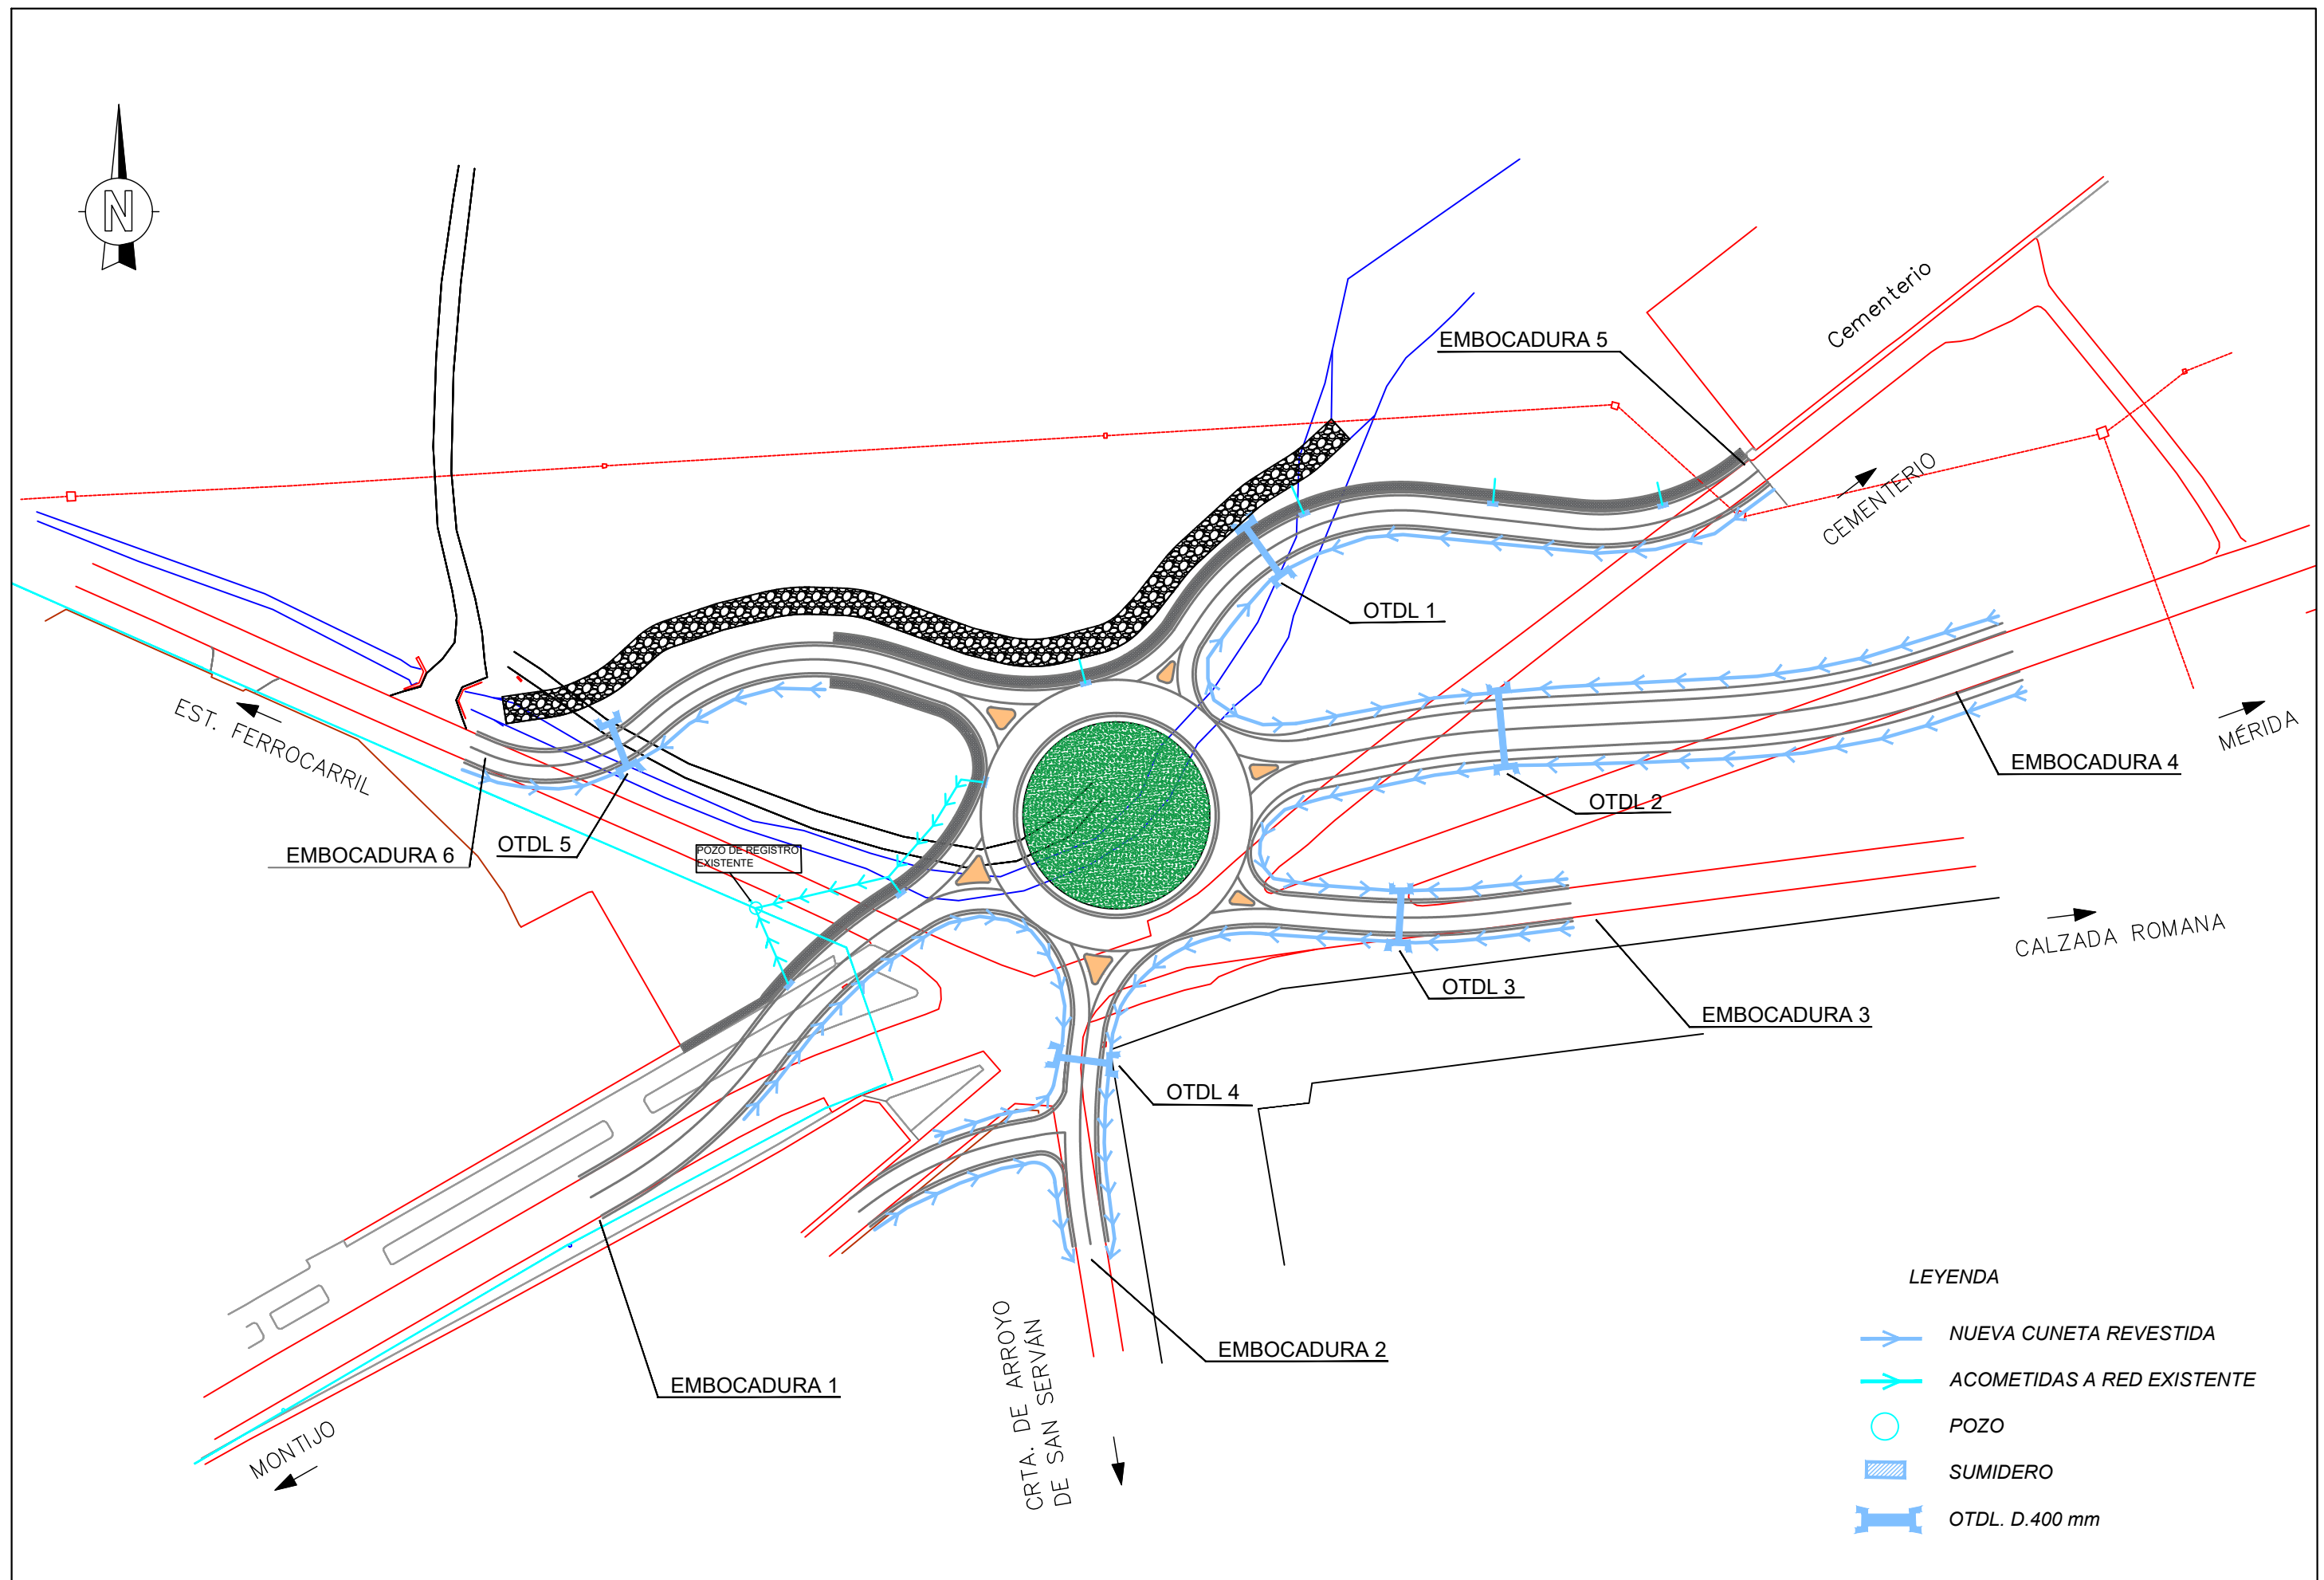 N
Cementerio
EMBOCADURA 5
CEMENTERIO
OTDL 1
EST. FERROCARRIL
MÉRIDA
EMBOCADURA 4
OTDL 2
OTDL 5
EMBOCADURA 6
POZO DE REGISTRO
EXISTENTE
CALZADA ROMANA
OTDL 3
EMBOCADURA 3
OTDL 4
EMBOCADURA 2
EMBOCADURA 1
CRTA. DE ARROYO
DE SAN SERVÁN
MONTIJO
LEYENDA
NUEVA CUNETA REVESTIDA
ACOMETIDAS A RED EXISTENTE
POZO
SUMIDERO
OTDL. D.400 mm